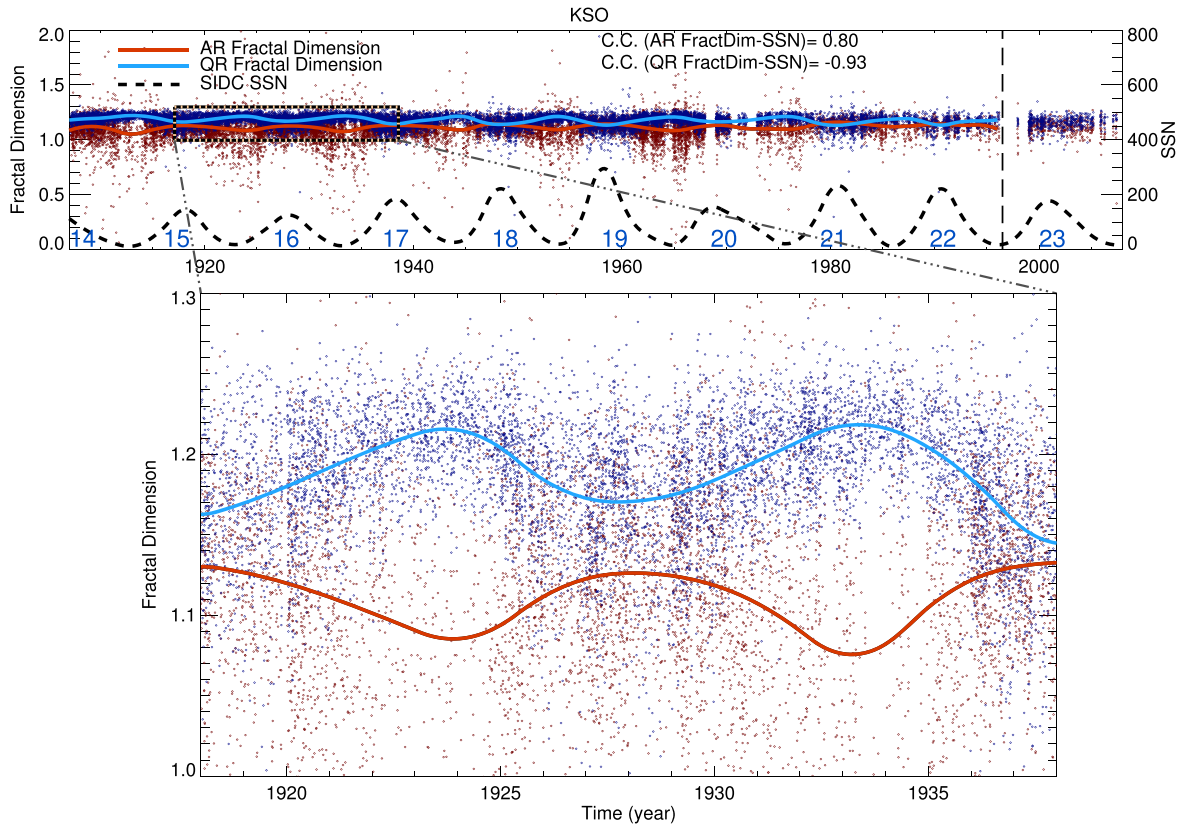 KSO
AR Fractal Dimension
QR Fractal Dimension
SIDC SSN
C.C. (AR FractDim-SSN)= 0.80
C.C. (QR FractDim-SSN)= -0.93
2.0
1.5
1.0
0.5
0.0
Fractal Dimension
800
600
400
200
0
SSN
14 15 16 17 18 19 20 21 22 23
1920 1940 1960 1980 2000
1.3
1.2
1.1
1.0
Fractal Dimension
1920 1925 1930 1935
Time (year)